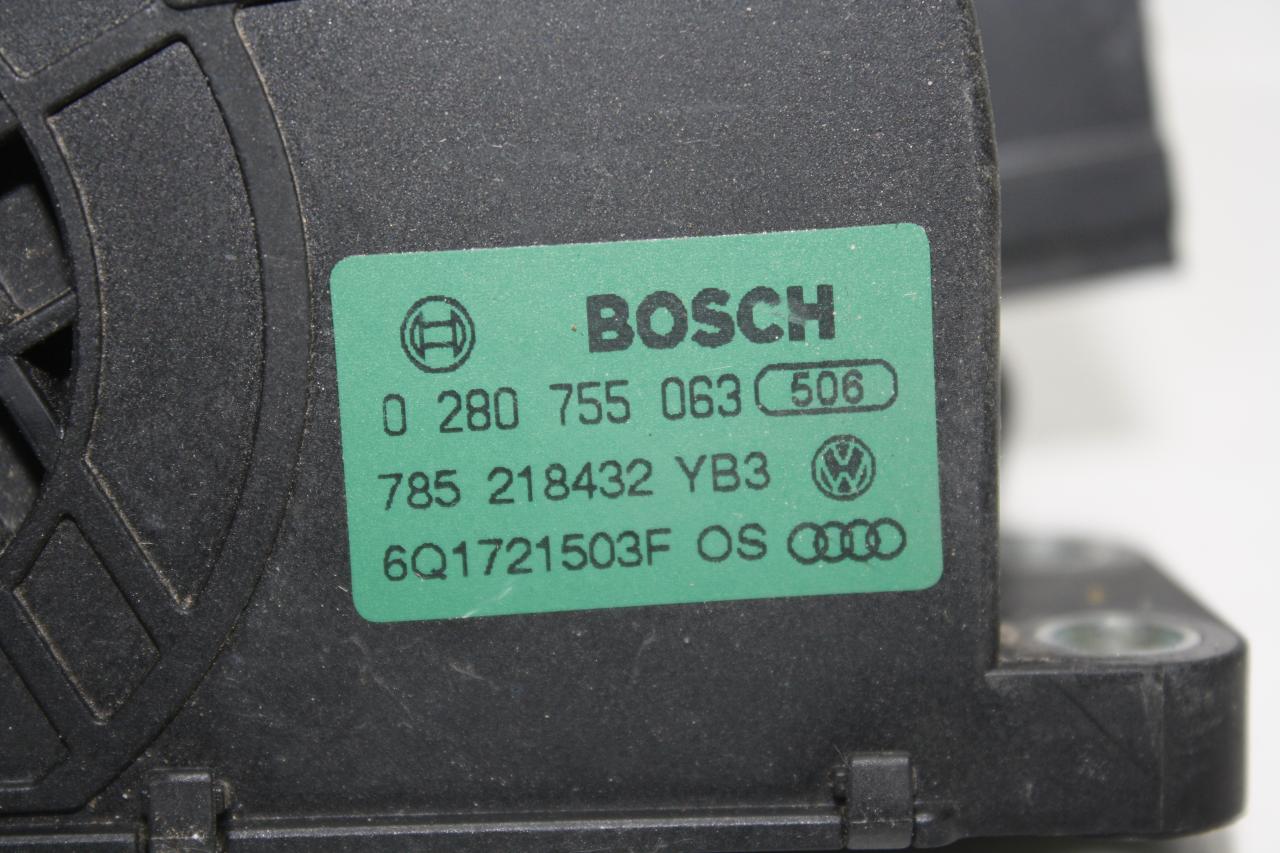 BOSCH
0 280 755 063 506
785 218432 YB3
6Q1721503F OS